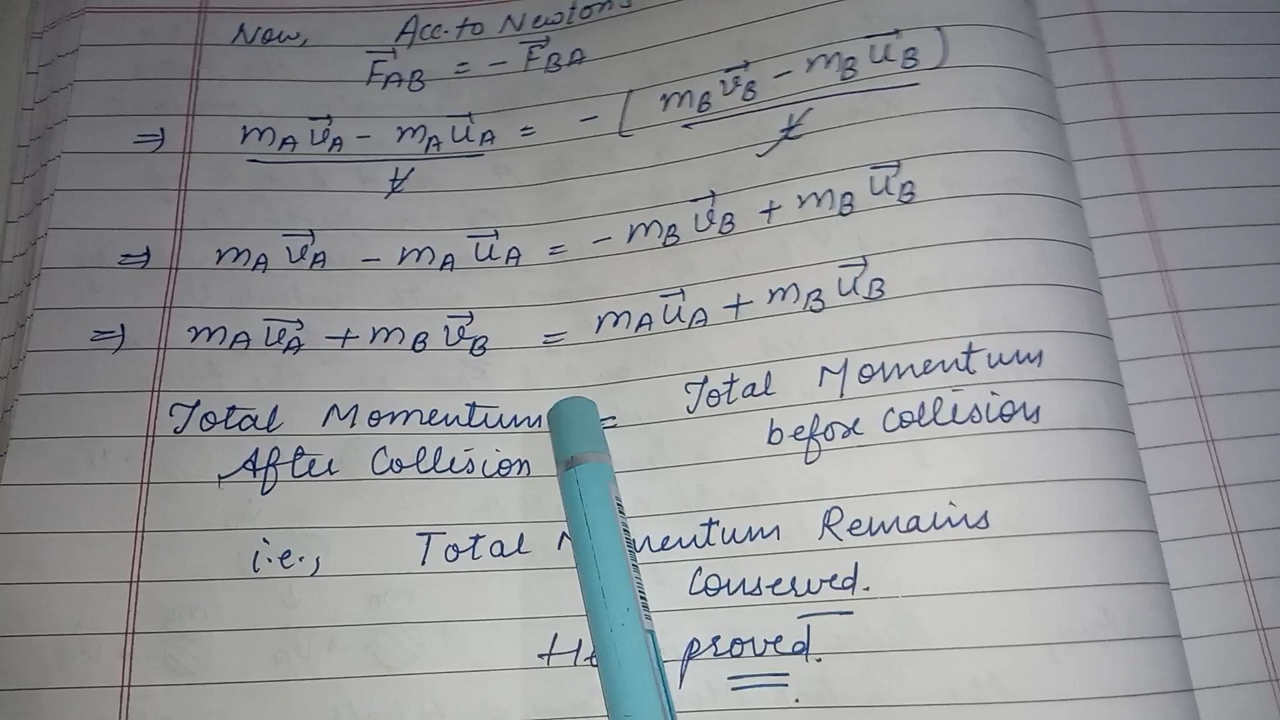 Now, Acc. to Newtons
F⃗AB = - F⃗BA
⇒ mA v⃗A - mA u⃗A = - ( mB v⃗B - mB u⃗B )
t t
⇒ mA v⃗A - mA u⃗A = - mB v⃗B + mB u⃗B
⇒ mA v⃗A + mB v⃗B = mA u⃗A + mB u⃗B
Total Momentum = Total Momentum
After Collision before Collision
i.e., Total Remains
conserved.
proved.